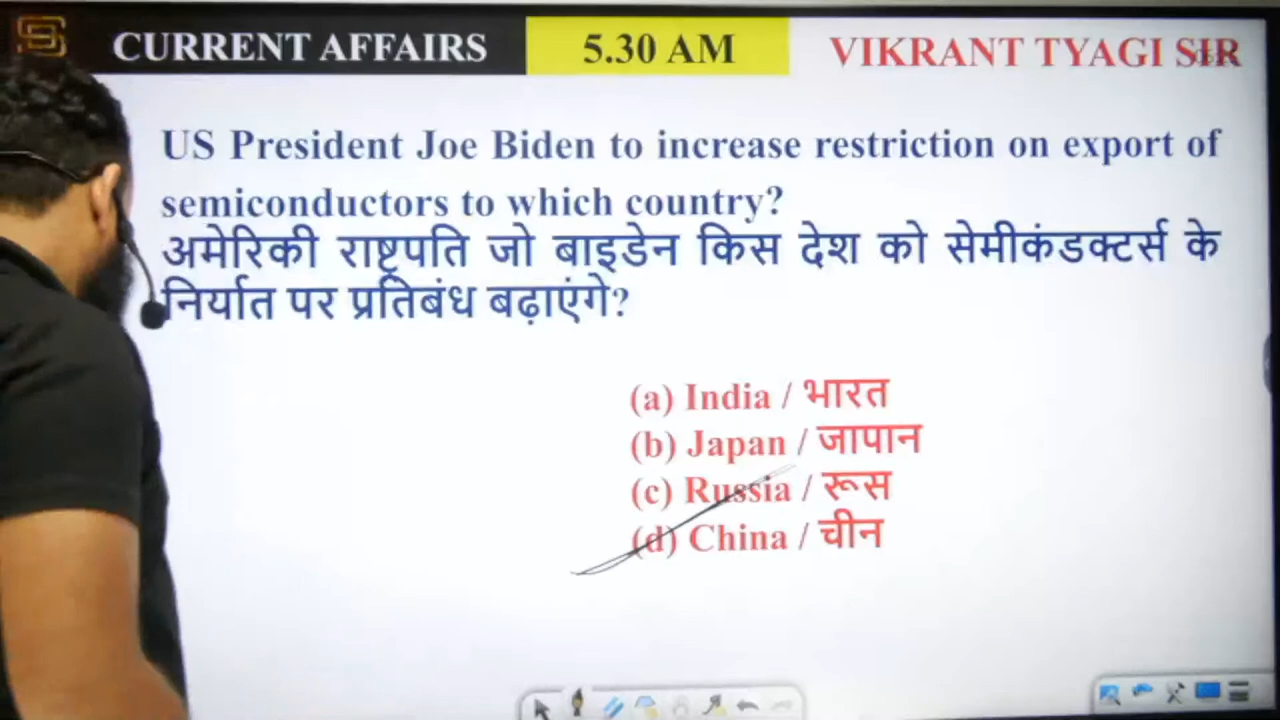 CURRENT AFFAIRS
5.30 AM
VIKRANT TYAGI SIR
US President Joe Biden to increase restriction on export of
semiconductors to which country?
अमेरिकी राष्ट्रपति जो बाइडेन किस देश को सेमीकंडक्टर्स के
निर्यात पर प्रतिबंध बढ़ाएंगे?
(a) India / भारत
(b) Japan / जापान
(c) Russia / रूस
(d) China / चीन